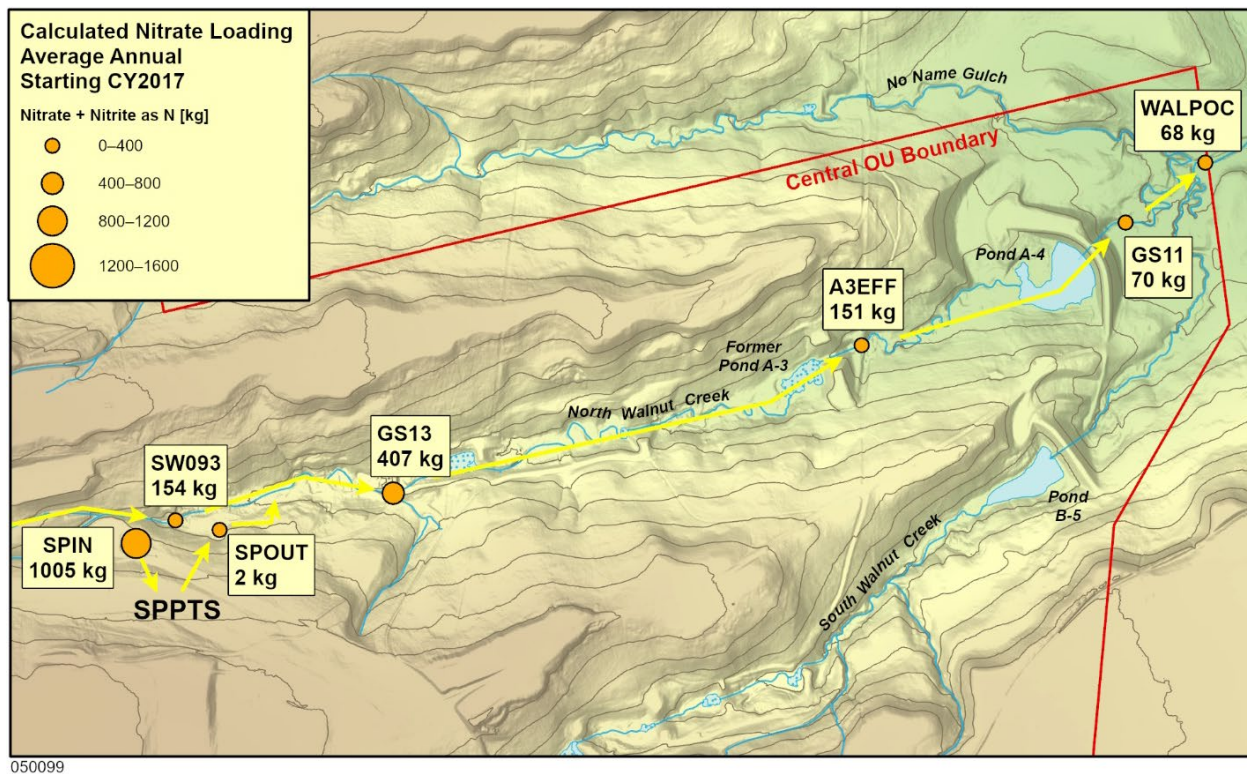 Calculated Nitrate Loading
Average Annual
Starting CY2017
Nitrate + Nitrite as N [kg]
0–400
400–800
800–1200
1200–1600
No Name Gulch
WALPOC
68 kg
Central OU Boundary
Pond A-4
GS11
70 kg
A3EFF
151 kg
Former
Pond A-3
North Walnut Creek
GS13
407 kg
SW093
154 kg
SPIN
1005 kg
SPOUT
2 kg
SPPTS
Pond
B-5
South Walnut Creek
050099